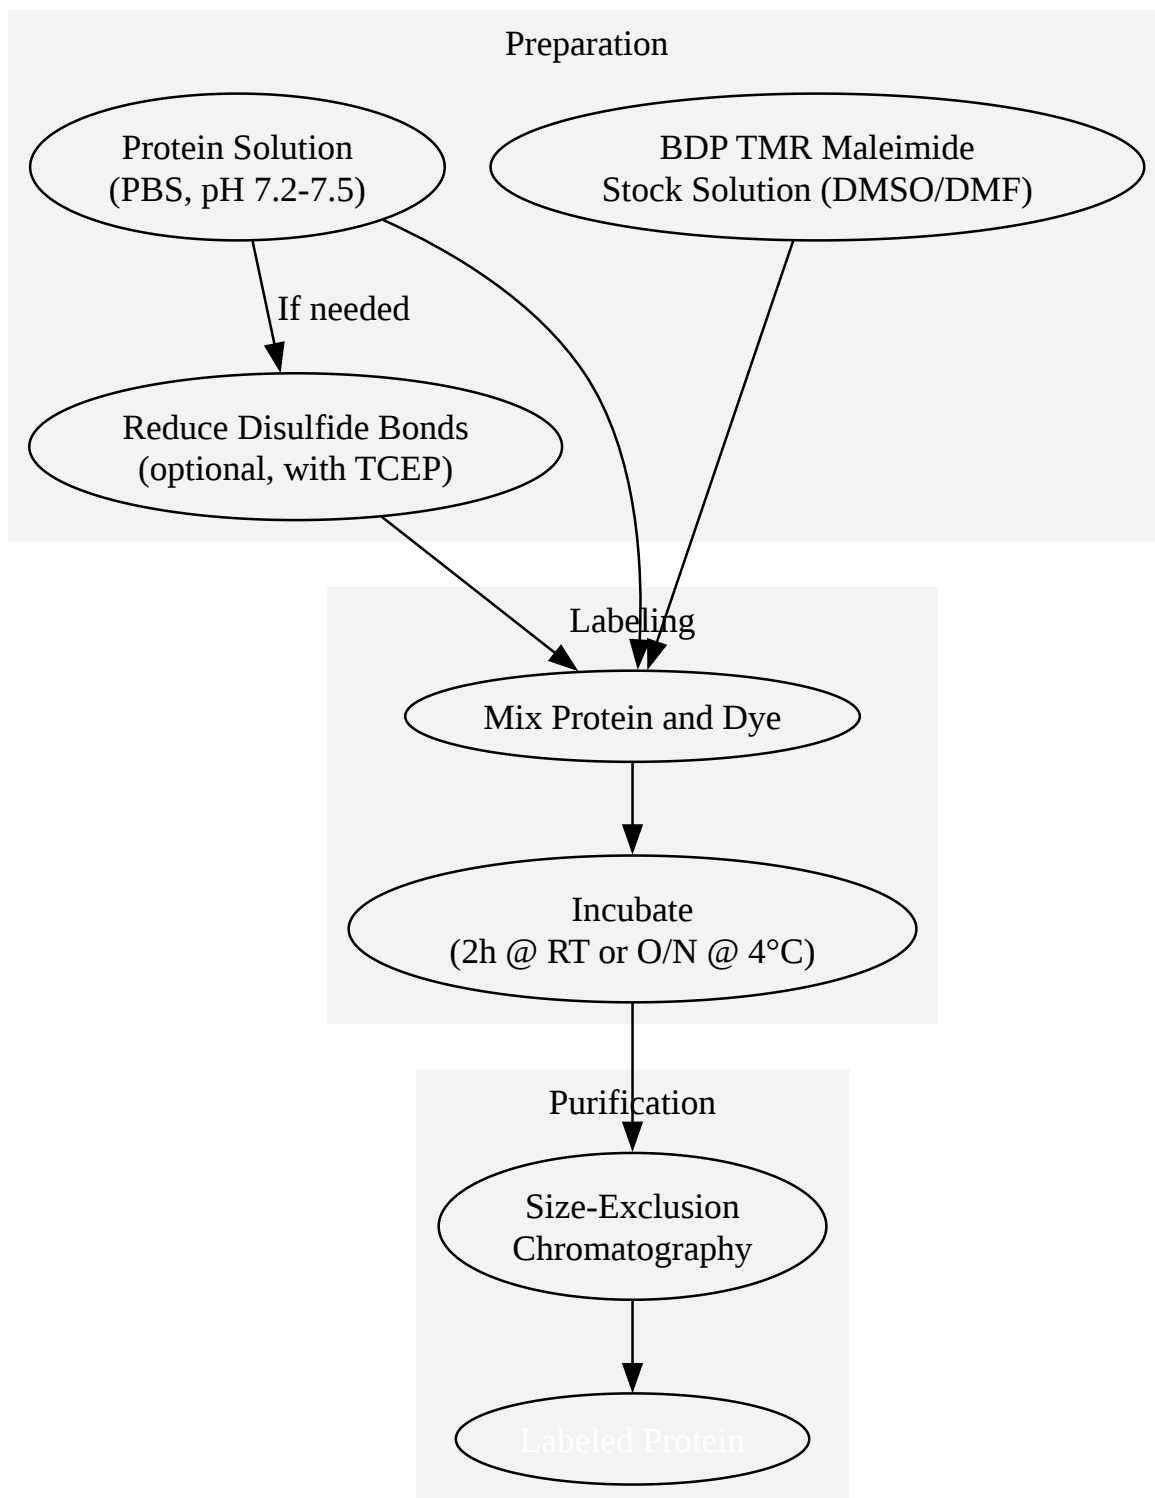 Preparation
Protein Solution
(PBS, pH 7.2-7.5)
BDP TMR Maleimide
Stock Solution (DMSO/DMF)
If needed
Reduce Disulfide Bonds
(optional, with TCEP)
Labeling
Mix Protein and Dye
Incubate
(2h @ RT or O/N @ 4°C)
Purification
Size-Exclusion
Chromatography
Labeled Protein